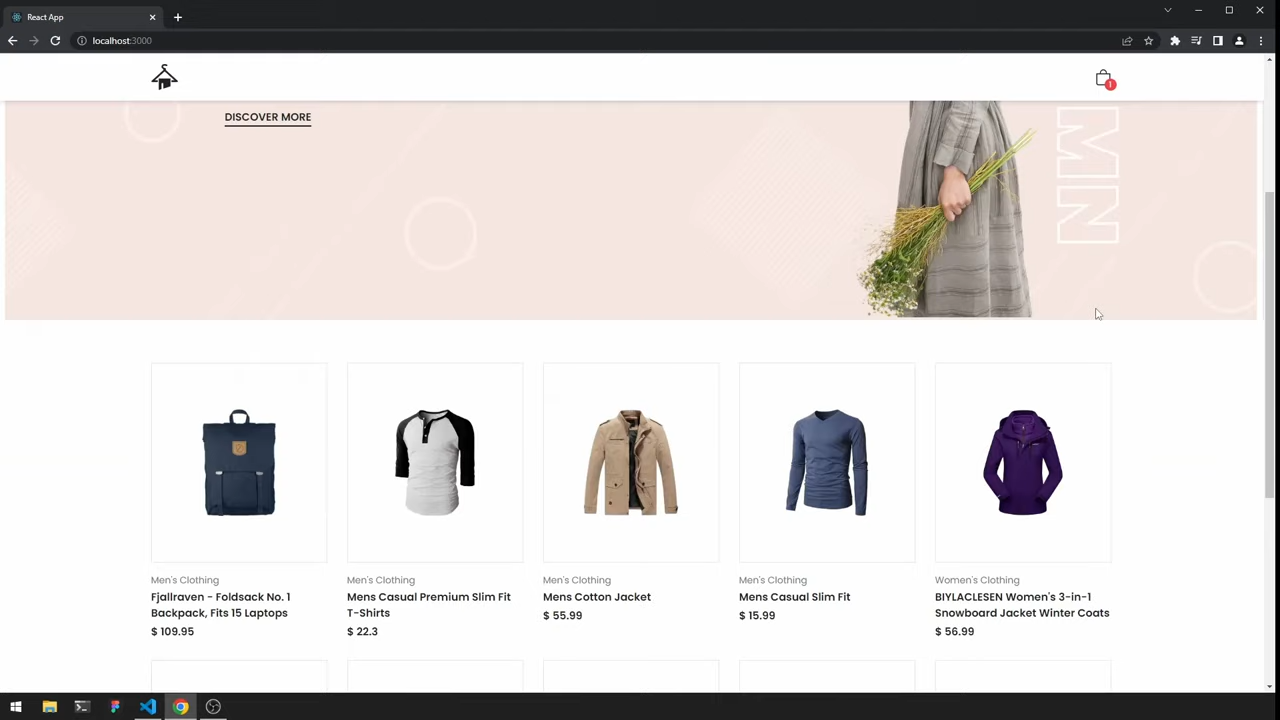 React App
localhost:3000
1
DISCOVER MORE
MN
Men's Clothing
Fjallraven - Foldsack No. 1
Backpack, Fits 15 Laptops
$ 109.95
Men's Clothing
Mens Casual Premium Slim Fit
T-Shirts
$ 22.3
Men's Clothing
Mens Cotton Jacket
$ 55.99
Men's Clothing
Mens Casual Slim Fit
$ 15.99
Women's Clothing
BIYLACLESEN Women's 3-in-1
Snowboard Jacket Winter Coats
$ 56.99